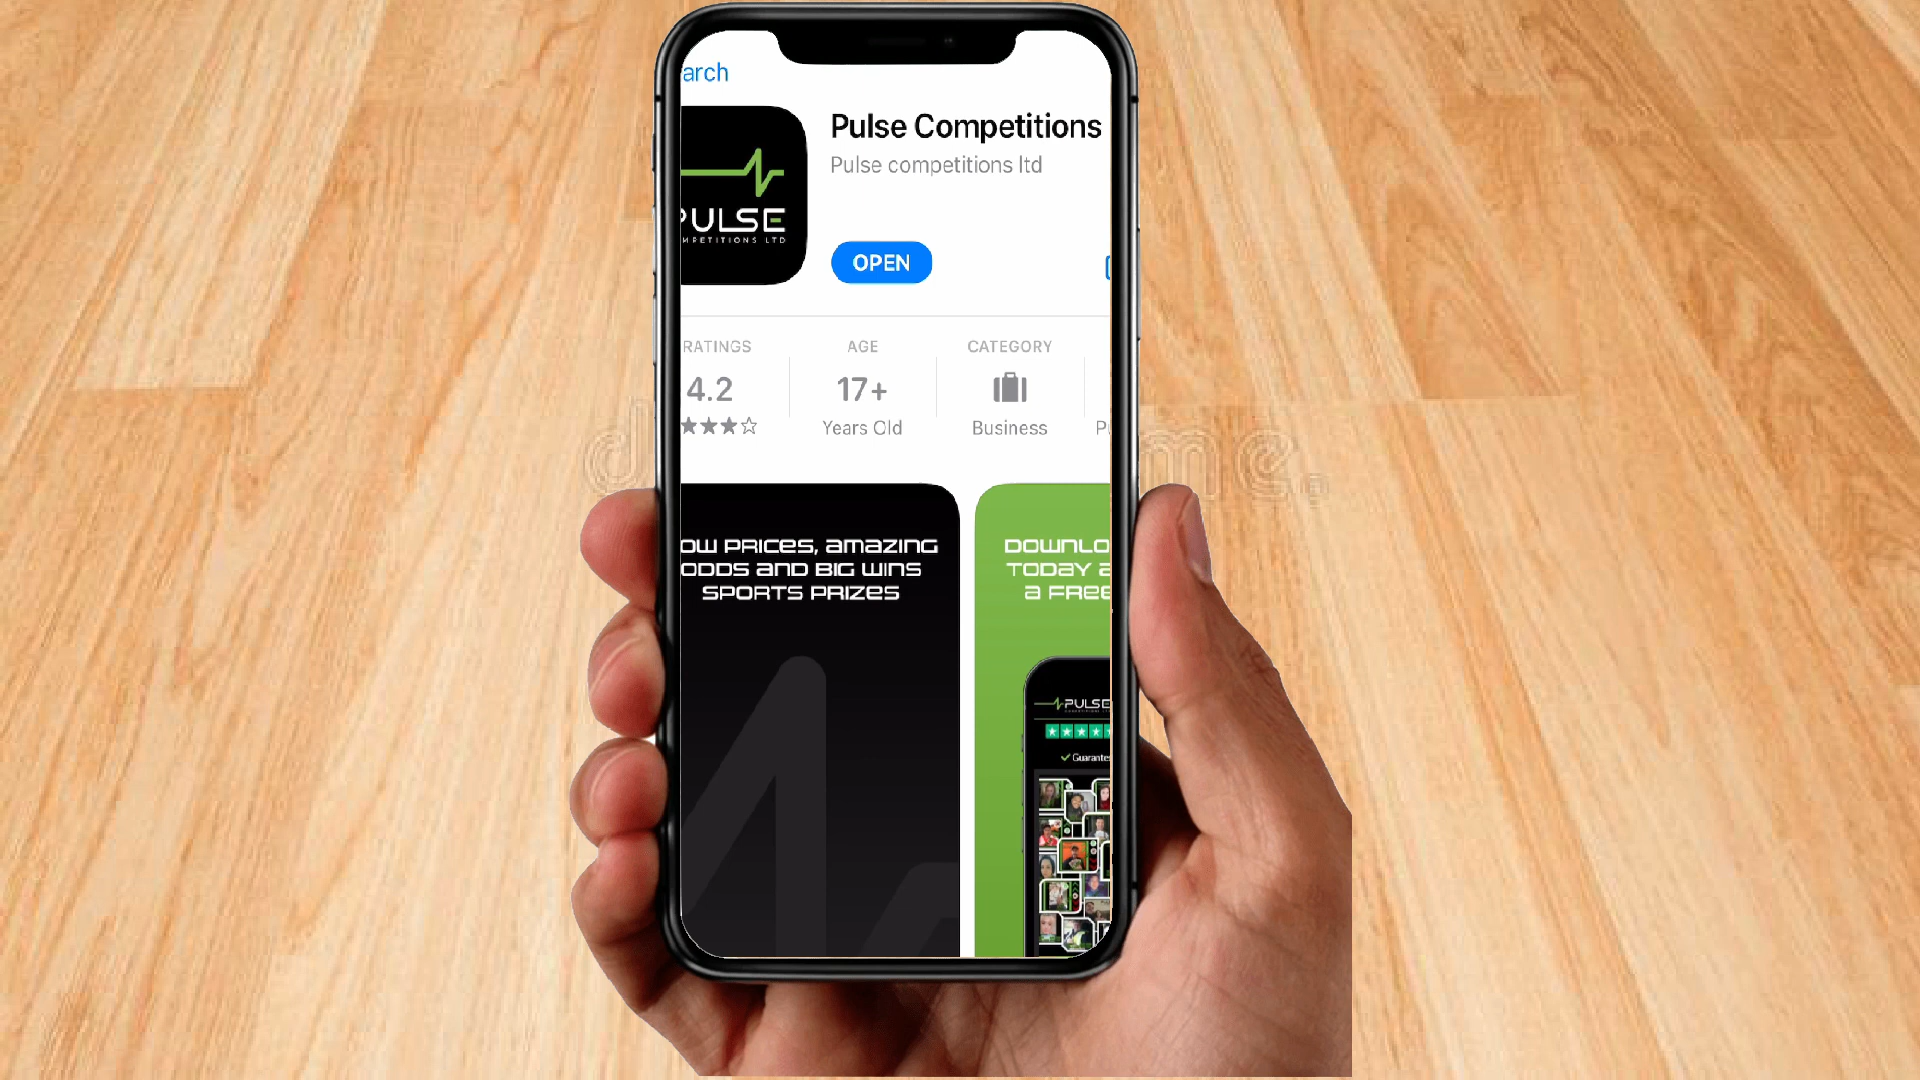 arch
Pulse Competitions
Pulse competitions ltd
PULSE
MPETITIONS LTD
OPEN
RATINGS
AGE
CATEGORY
4.2
17+
Years Old
Business
OW PRICES, amazing
ODDS and BIG WINS
SPORTS PRIZES
DOWNLO
TODAY a
a FREE
PULSE
Guarante